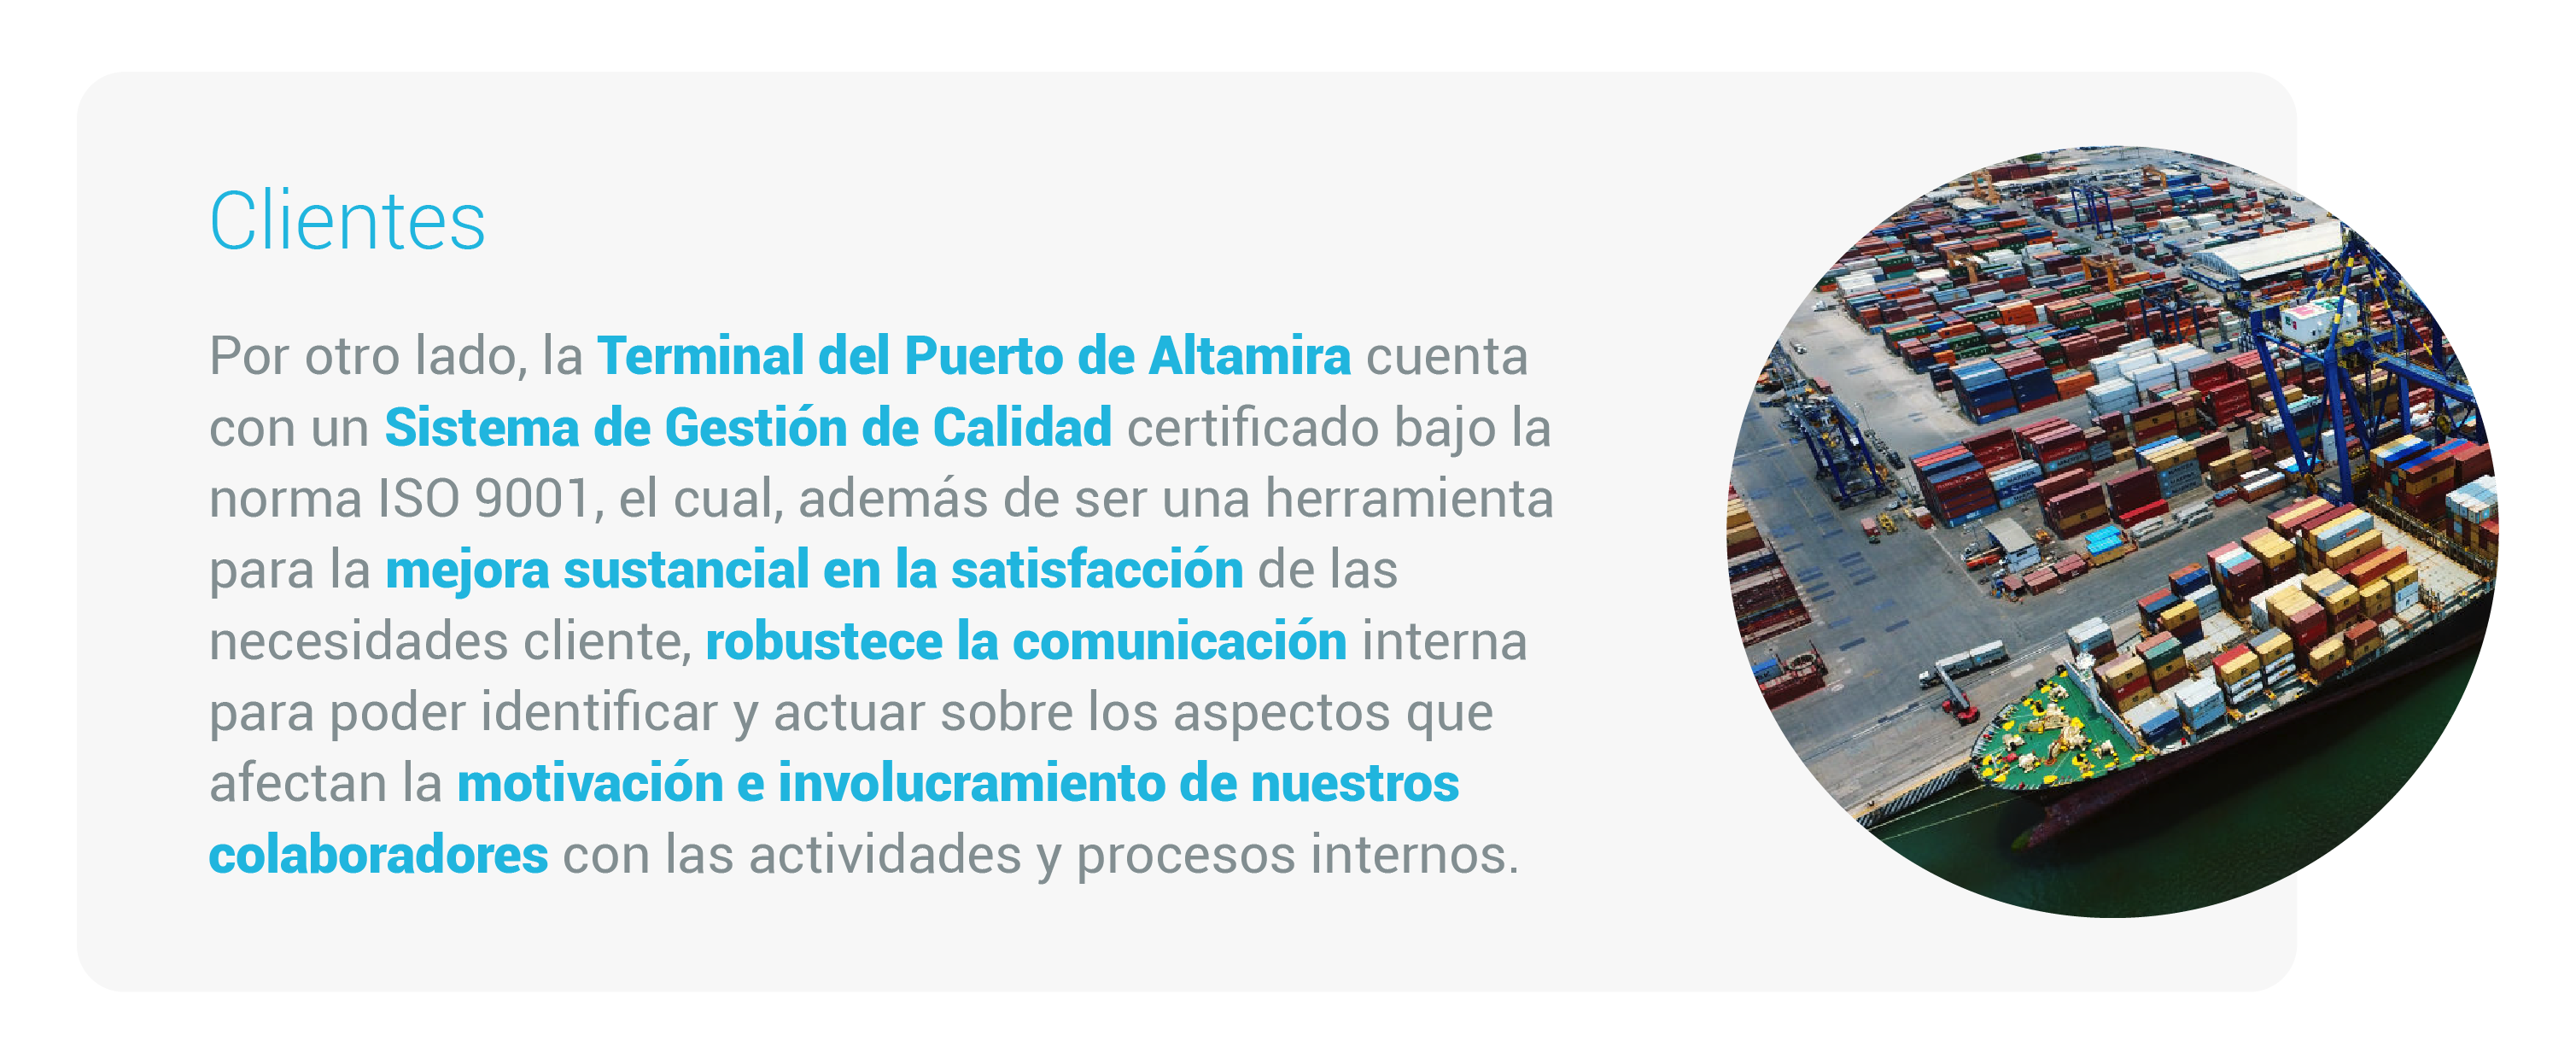 Clientes
Por otro lado, la Terminal del Puerto de Altamira cuenta
con un Sistema de Gestión de Calidad certificado bajo la
norma ISO 9001, el cual, además de ser una herramienta
para la mejora sustancial en la satisfacción de las
necesidades cliente, robustece la comunicación interna
para poder identificar y actuar sobre los aspectos que
afectan la motivación e involucramiento de nuestros
colaboradores con las actividades y procesos internos.